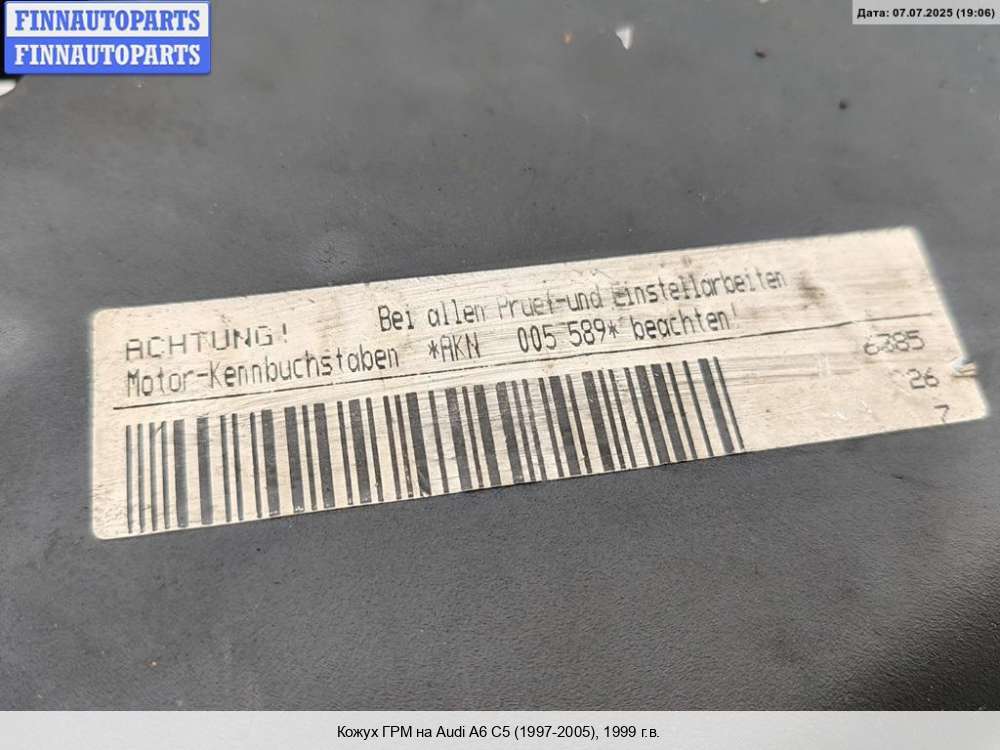 FINNAUTOPARTS
FINNAUTOPARTS
Дата: 07.07.2025 (19:06)
Bei allen Pruef-und Einstellarbeiten
ACHTUNG!
Motor-Kennbuchstaben *AKN 005 589* beachten!
6385
26
7
Кожух ГРМ на Audi A6 C5 (1997-2005), 1999 г.в.